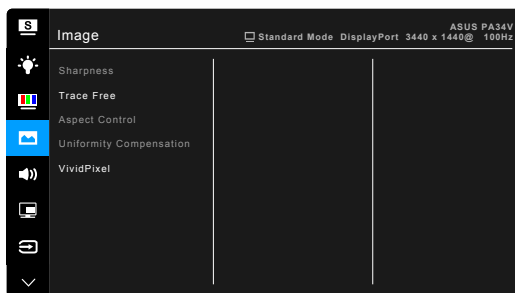 S
Image
ASUS PA34V
Standard Mode DisplayPort 3440 x 1440@ 100Hz
Sharpness
Trace Free
Aspect Control
Uniformity Compensation
VividPixel